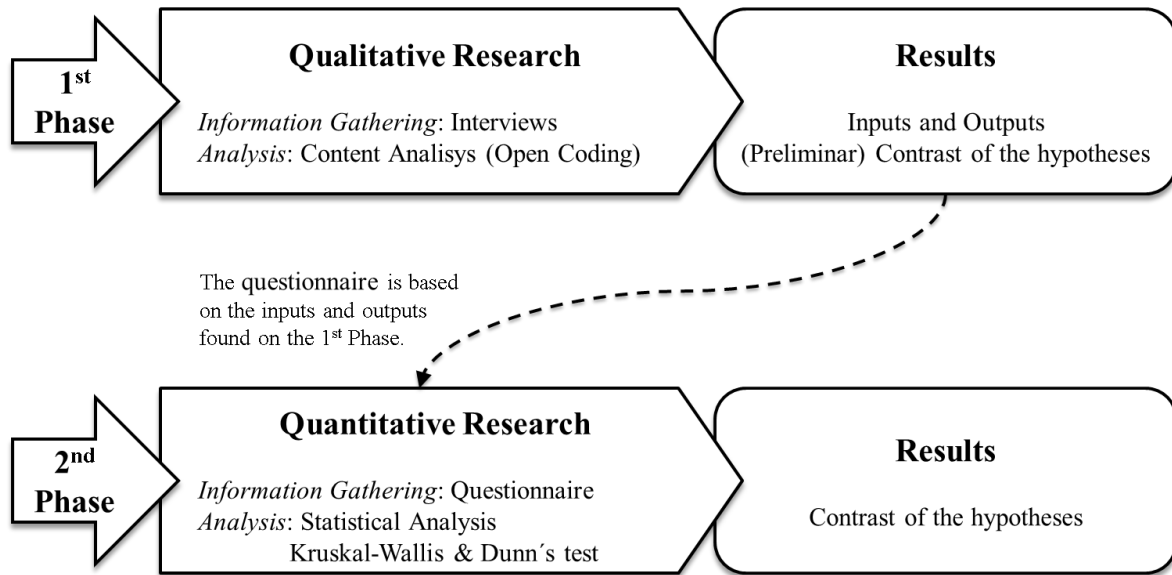 1st
Phase
Qualitative Research
Information Gathering: Interviews
Analysis: Content Analisys (Open Coding)
Results
Inputs and Outputs
(Preliminar) Contrast of the hypotheses
The questionnaire is based
on the inputs and outputs
found on the 1st Phase.
2nd
Phase
Quantitative Research
Information Gathering: Questionnaire
Analysis: Statistical Analysis
Kruskal-Wallis & Dunn´s test
Results
Contrast of the hypotheses